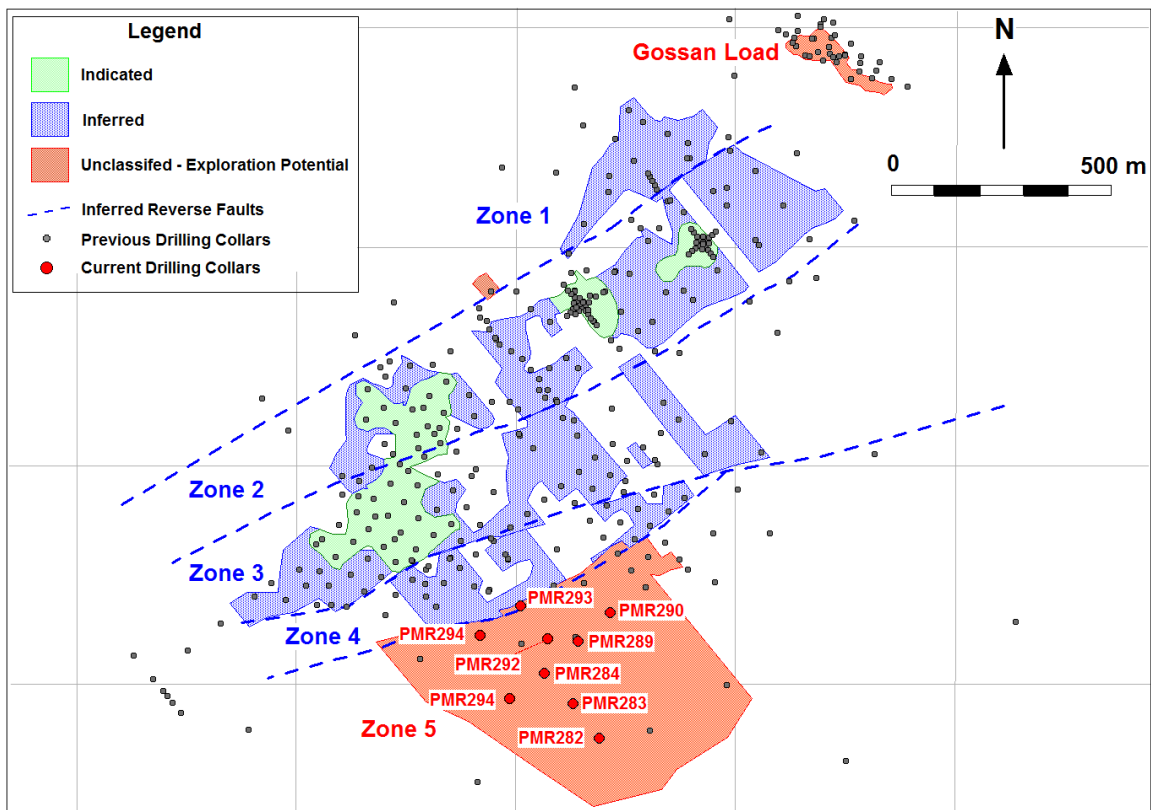 Legend
Indicated
Inferred
Unclassifed - Exploration Potential
Inferred Reverse Faults
Previous Drilling Collars
Current Drilling Collars
Gossan Load
N
0 500 m
Zone 1
Zone 2
Zone 3
Zone 4
Zone 5
PMR293
PMR290
PMR294
PMR289
PMR292
PMR284
PMR294
PMR283
PMR282